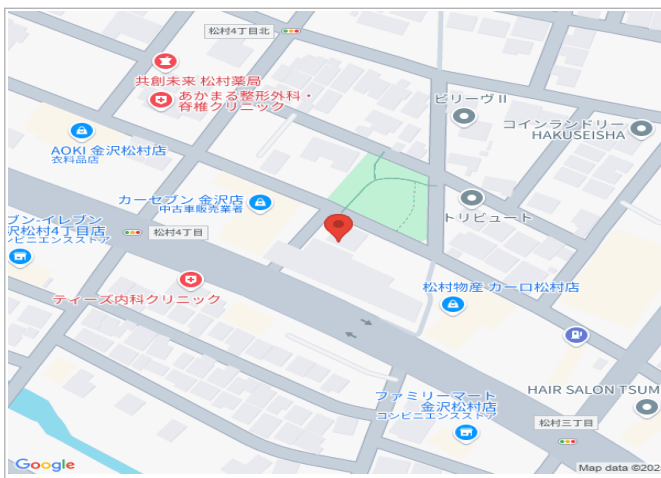 松村4丁目北
共創未来 松村薬局
あかまる整形外科・
脊椎クリニック
ビリーヴⅡ
コインランドリー
HAKUSEISHA
AOKI 金沢松村店
衣料品店
カーセブン 金沢店
中古車販売業者
トリビュート
ブン-イレブン
沢松村4丁目店
ンビニエンスストア
松村4丁目
ティーズ内科クリニック
松村物産 カーロ松村店
ファミリーマート
金沢松村店
コンビニエンスストア
HAIR SALON TSUM
松村三丁目
Google
Map data ©202